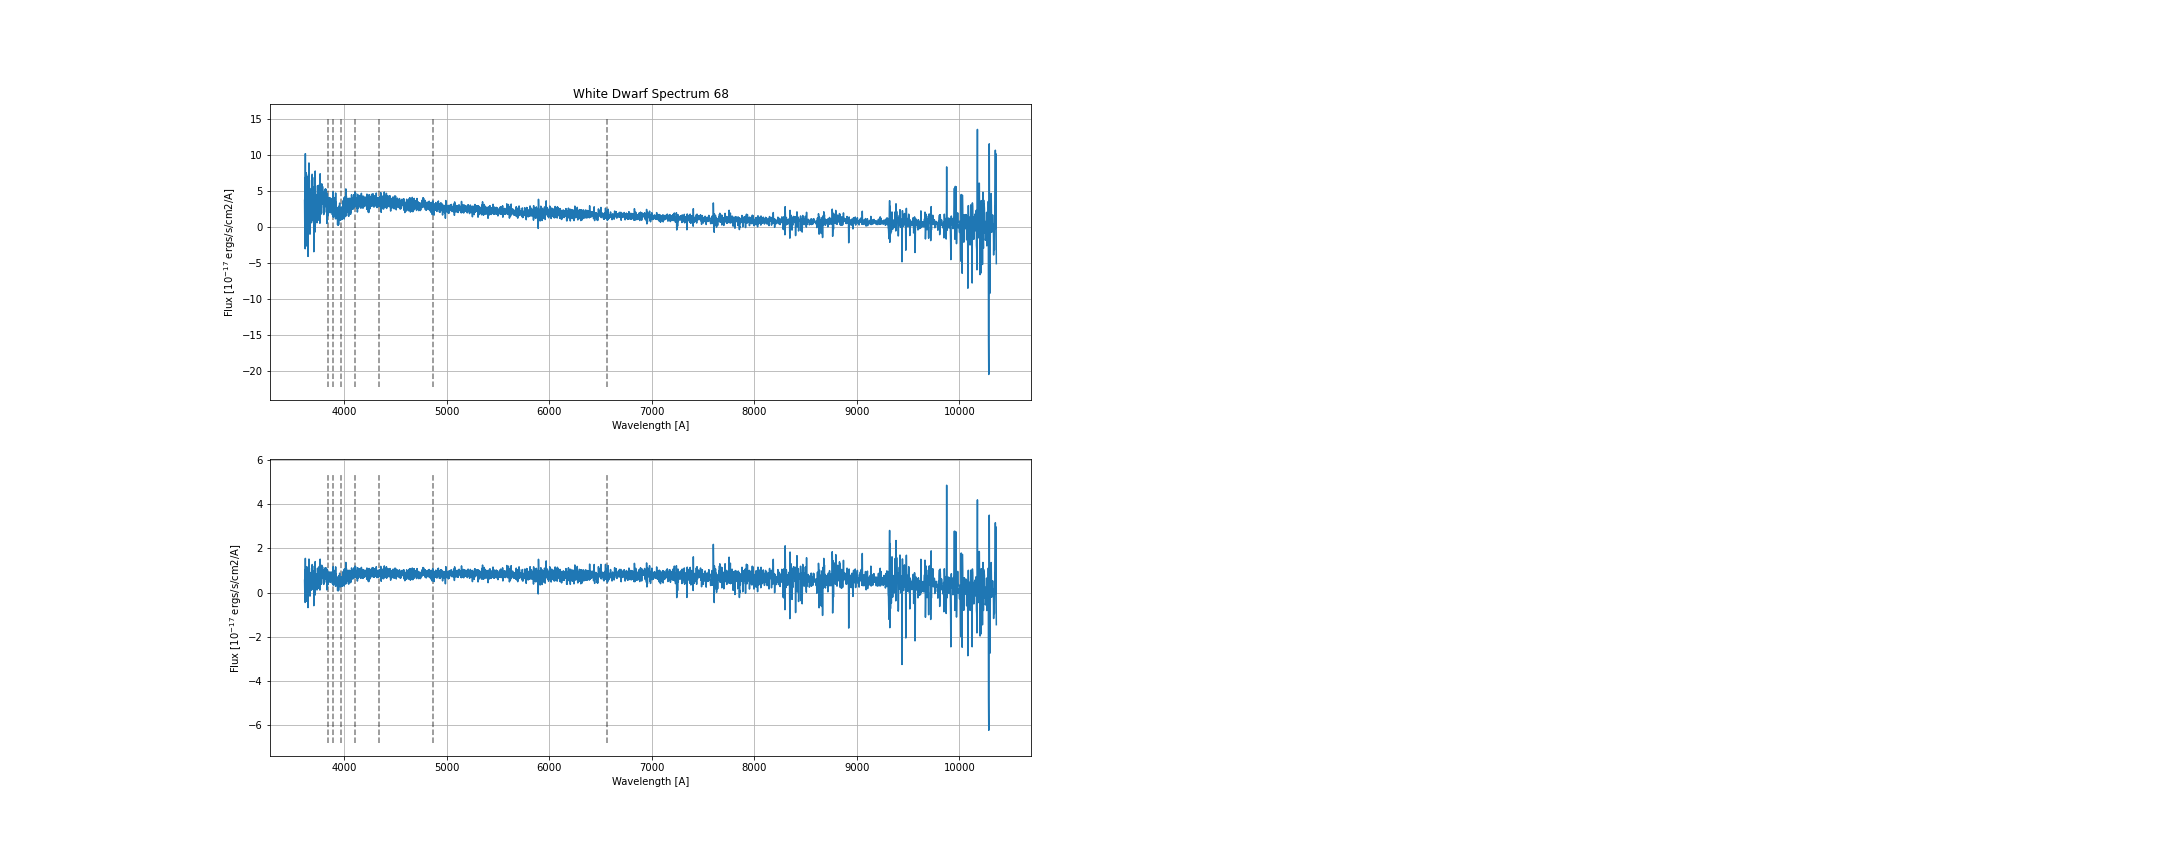 White Dwarf Spectrum 68
15
10
5
0
−5
−10
−15
−20
Flux [10⁻¹⁷ ergs/s/cm2/A]
4000 5000 6000 7000 8000 9000 10000
Wavelength [A]
6
4
2
0
−2
−4
−6
Flux [10⁻¹⁷ ergs/s/cm2/A]
4000 5000 6000 7000 8000 9000 10000
Wavelength [A]